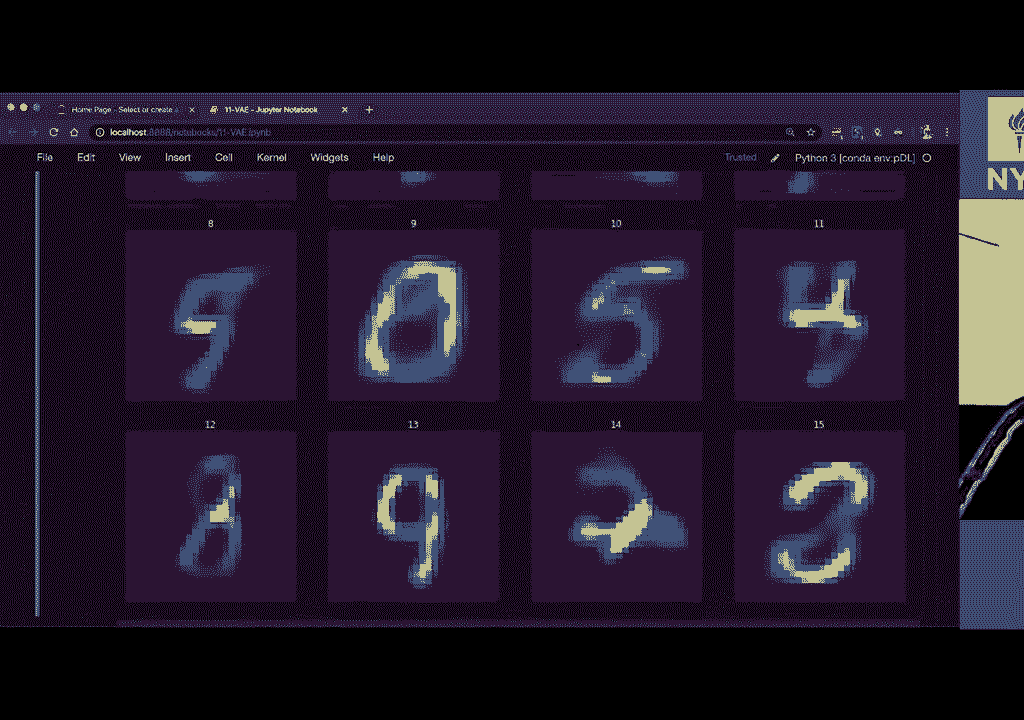 Home Page - Select or create a
11-VAE - Jupyter Notebook
localhost:8888/notebooks/11-VAE.ipynb
File Edit View Insert Cell Kernel Widgets Help Trusted Python 3 [conda env:pDL]
NY
8 9 10 11
12 13 14 15